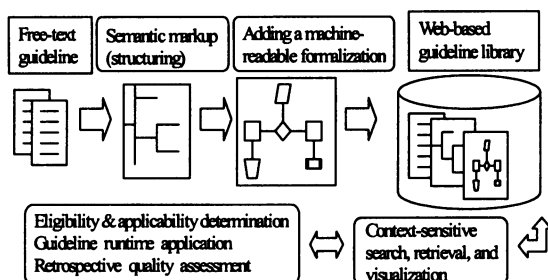 Free-text
guideline
Semantic markup
(structuring)
Adding a machine-
readable formalization
Web-based
guideline library
Eligibility & applicability determination
Guideline runtime application
Retrospective quality assessment
Context-sensitive
search, retrieval, and
visualization